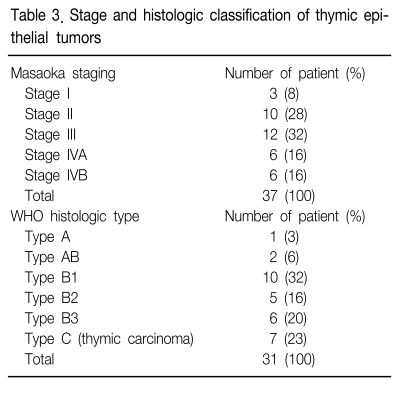 Table 3. Stage and histologic classification of thymic epi-
thelial tumors
Masaoka staging Number of patient (%)
Stage I 3 (8)
Stage II 10 (28)
Stage III 12 (32)
Stage IVA 6 (16)
Stage IVB 6 (16)
Total 37 (100)
WHO histologic type Number of patient (%)
Type A 1 (3)
Type AB 2 (6)
Type B1 10 (32)
Type B2 5 (16)
Type B3 6 (20)
Type C (thymic carcinoma) 7 (23)
Total 31 (100)